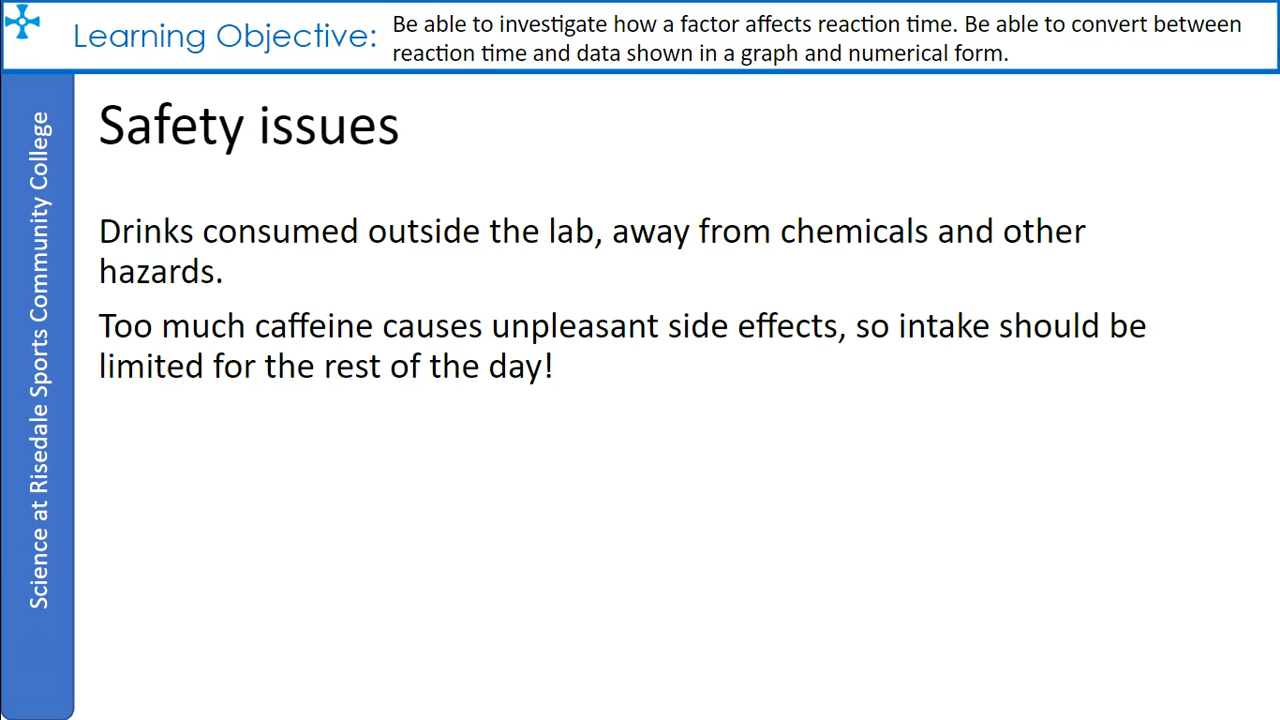 Learning Objective:
Be able to investigate how a factor affects reaction time. Be able to convert between
reaction time and data shown in a graph and numerical form.
Science at Risedale Sports Community College
Safety issues
Drinks consumed outside the lab, away from chemicals and other
hazards.
Too much caffeine causes unpleasant side effects, so intake should be
limited for the rest of the day!